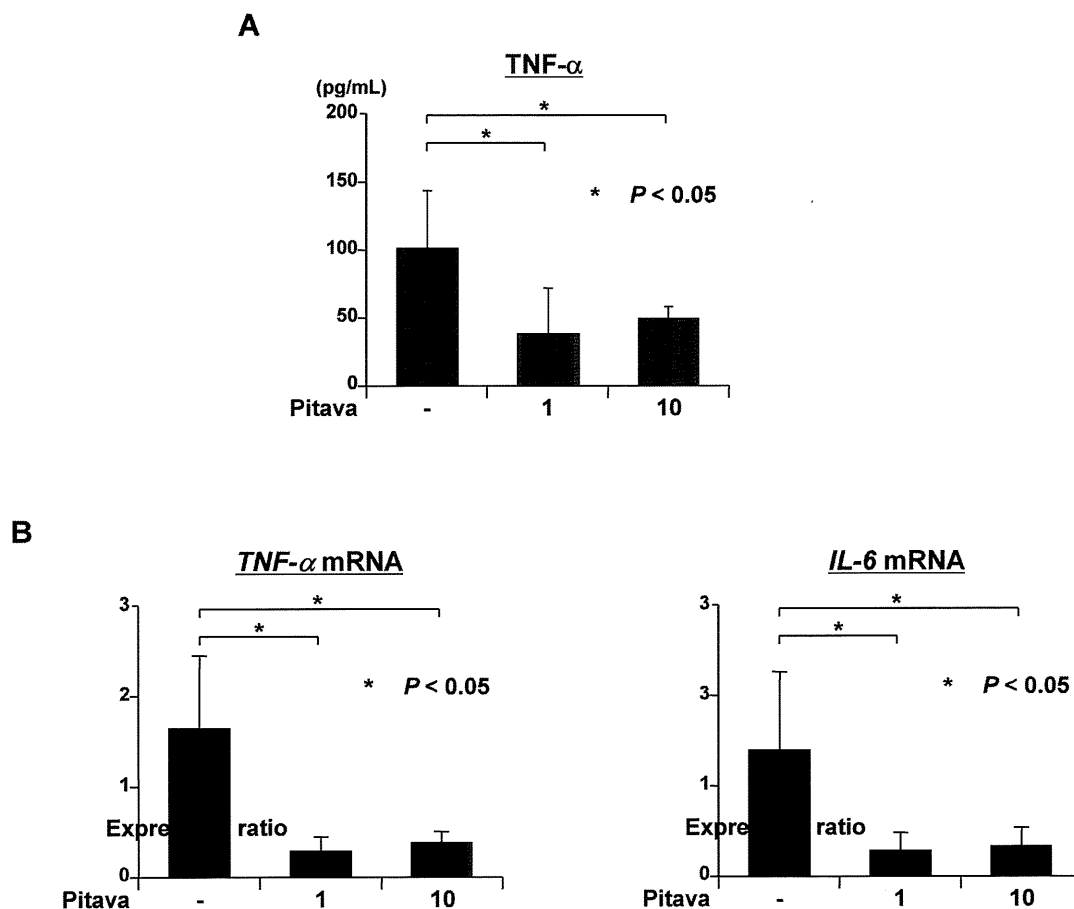 A
TNF-α
(pg/mL)
200
*
*
150
* P < 0.05
100
50
0
Pitava - 1 10
B
TNF-α mRNA
3
*
*
* P < 0.05
2
1
Expre ratio
0
Pitava - 1 10
IL-6 mRNA
3
*
*
3
* P < 0.05
1
Expre ratio
0
Pitava - 1 10